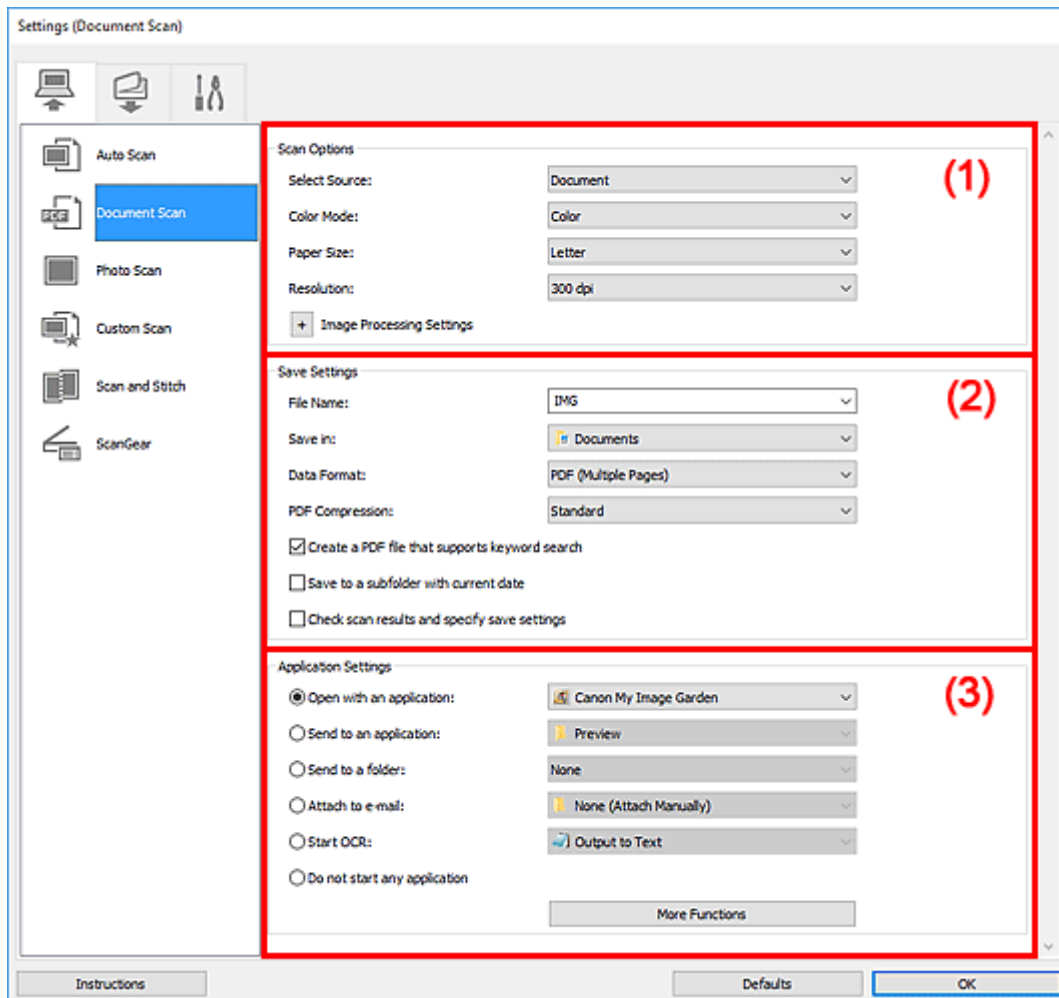 Settings (Document Scan)
Auto Scan
Document Scan
Photo Scan
Custom Scan
Scan and Stitch
ScanGear
Scan Options
(1)
Select Source: Document
Color Mode: Color
Paper Size: Letter
Resolution: 300 dpi
+ Image Processing Settings
Save Settings
(2)
File Name: IMG
Save in: Documents
Data Format: PDF (Multiple Pages)
PDF Compression: Standard
Create a PDF file that supports keyword search
Save to a subfolder with current date
Check scan results and specify save settings
Application Settings
(3)
Open with an application: Canon My Image Garden
Send to an application: Preview
Send to a folder: None
Attach to e-mail: None (Attach Manually)
Start OCR: Output to Text
Do not start any application
More Functions
Instructions Defaults OK